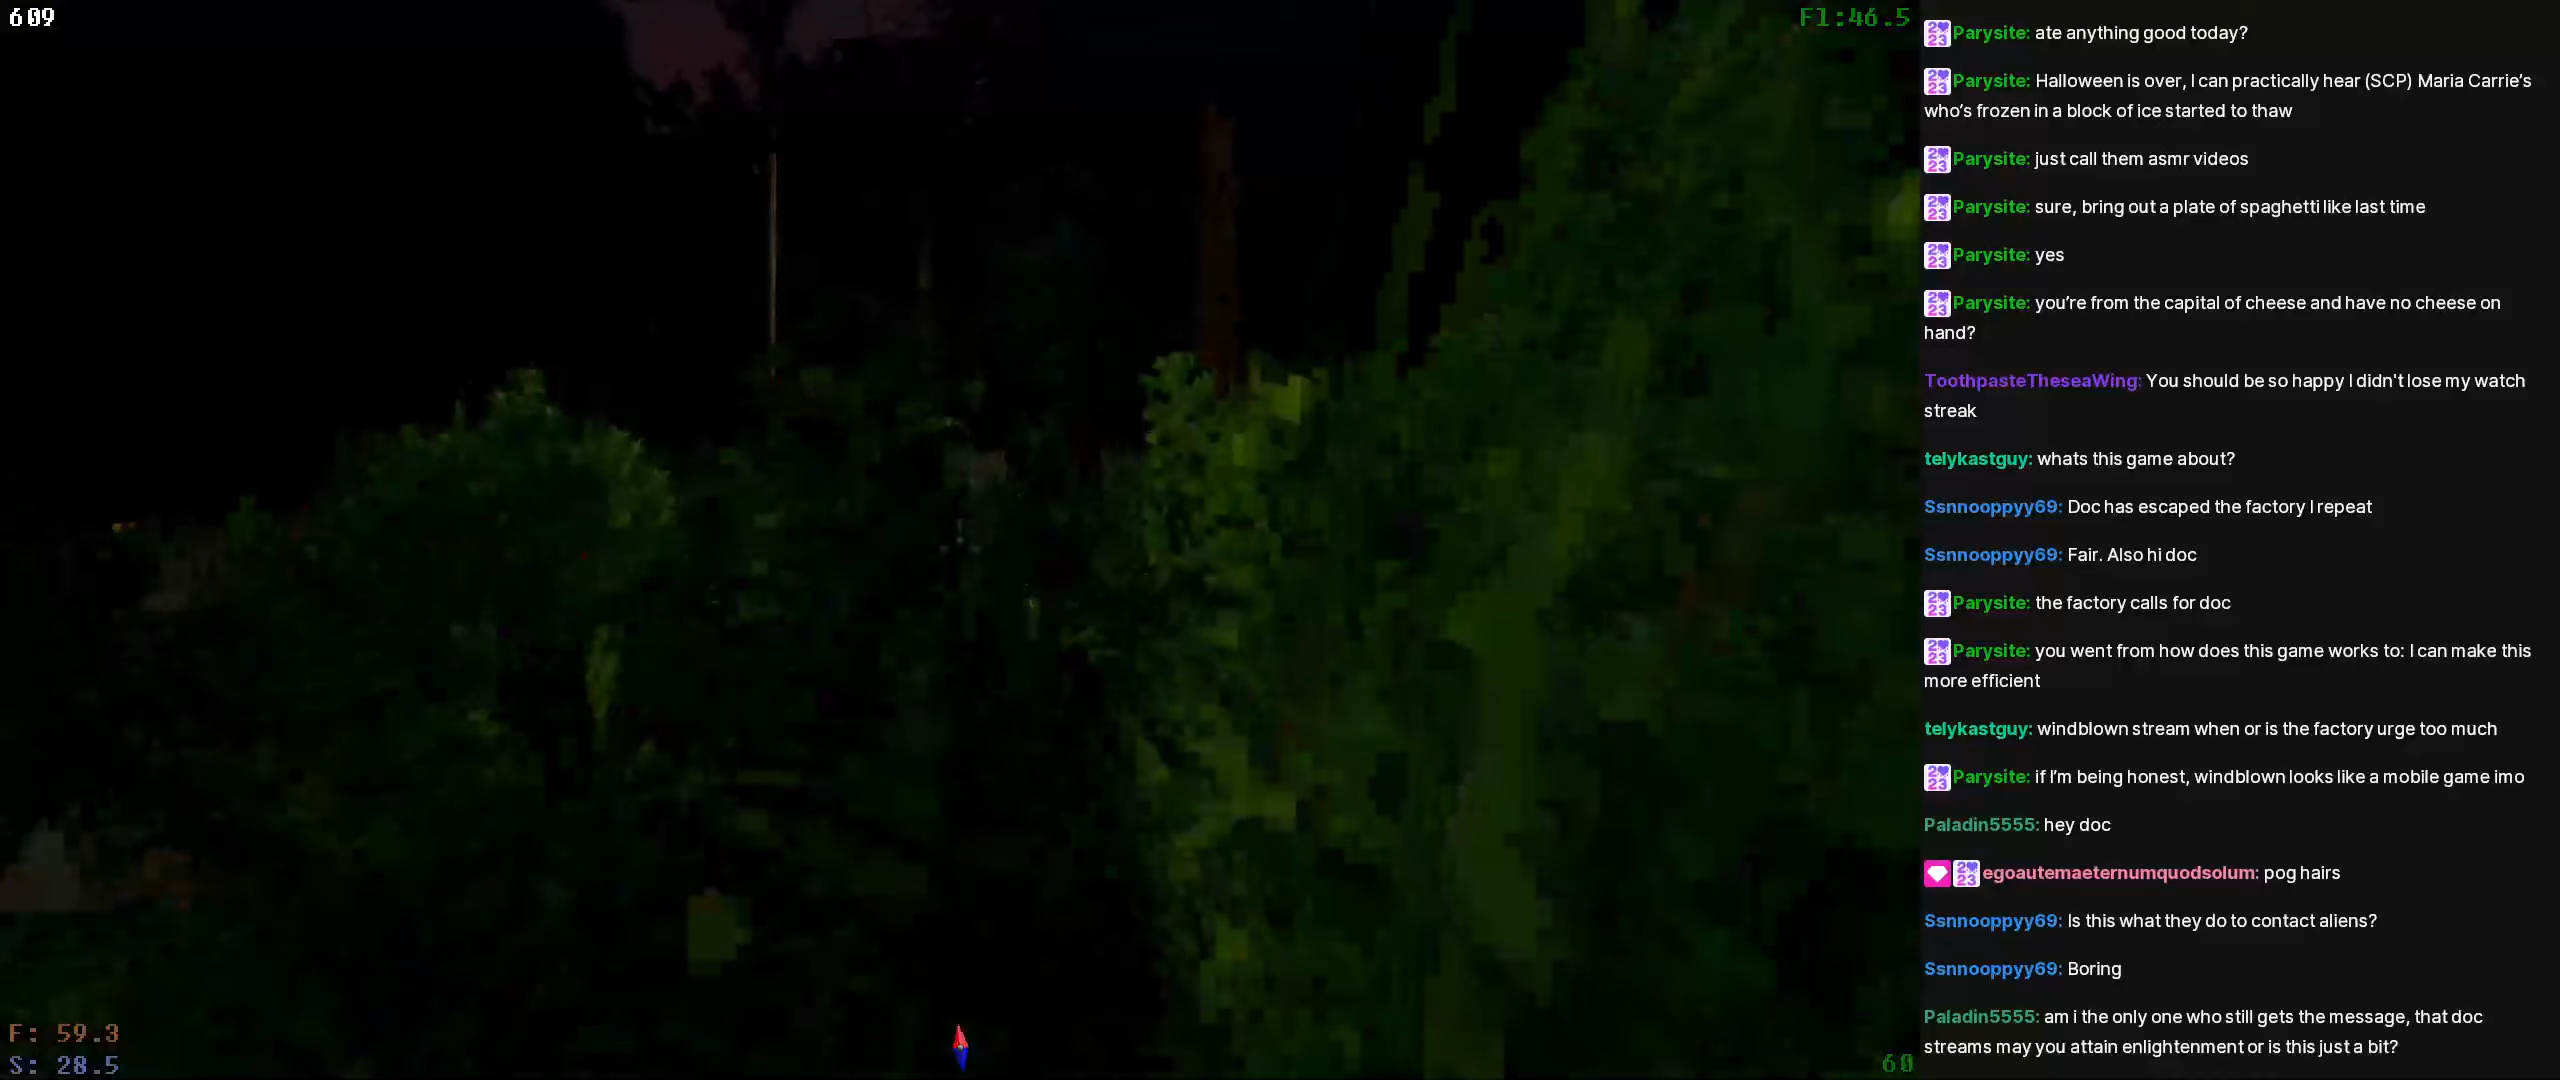 609
F1:46.5
F: 59.3
S: 28.5
60
Parysite: ate anything good today?
Parysite: Halloween is over, I can practically hear (SCP) Maria Carrie’s
who’s frozen in a block of ice started to thaw
Parysite: just call them asmr videos
Parysite: sure, bring out a plate of spaghetti like last time
Parysite: yes
Parysite: you’re from the capital of cheese and have no cheese on
hand?
ToothpasteTheseaWing: You should be so happy I didn't lose my watch
streak
telykastguy: whats this game about?
Ssnnooppyy69: Doc has escaped the factory I repeat
Ssnnooppyy69: Fair. Also hi doc
Parysite: the factory calls for doc
Parysite: you went from how does this game works to: I can make this
more efficient
telykastguy: windblown stream when or is the factory urge too much
Parysite: if I’m being honest, windblown looks like a mobile game imo
Paladin5555: hey doc
egoautemaeternumquodsolum: pog hairs
Ssnnooppyy69: Is this what they do to contact aliens?
Ssnnooppyy69: Boring
Paladin5555: am i the only one who still gets the message, that doc
streams may you attain enlightenment or is this just a bit?